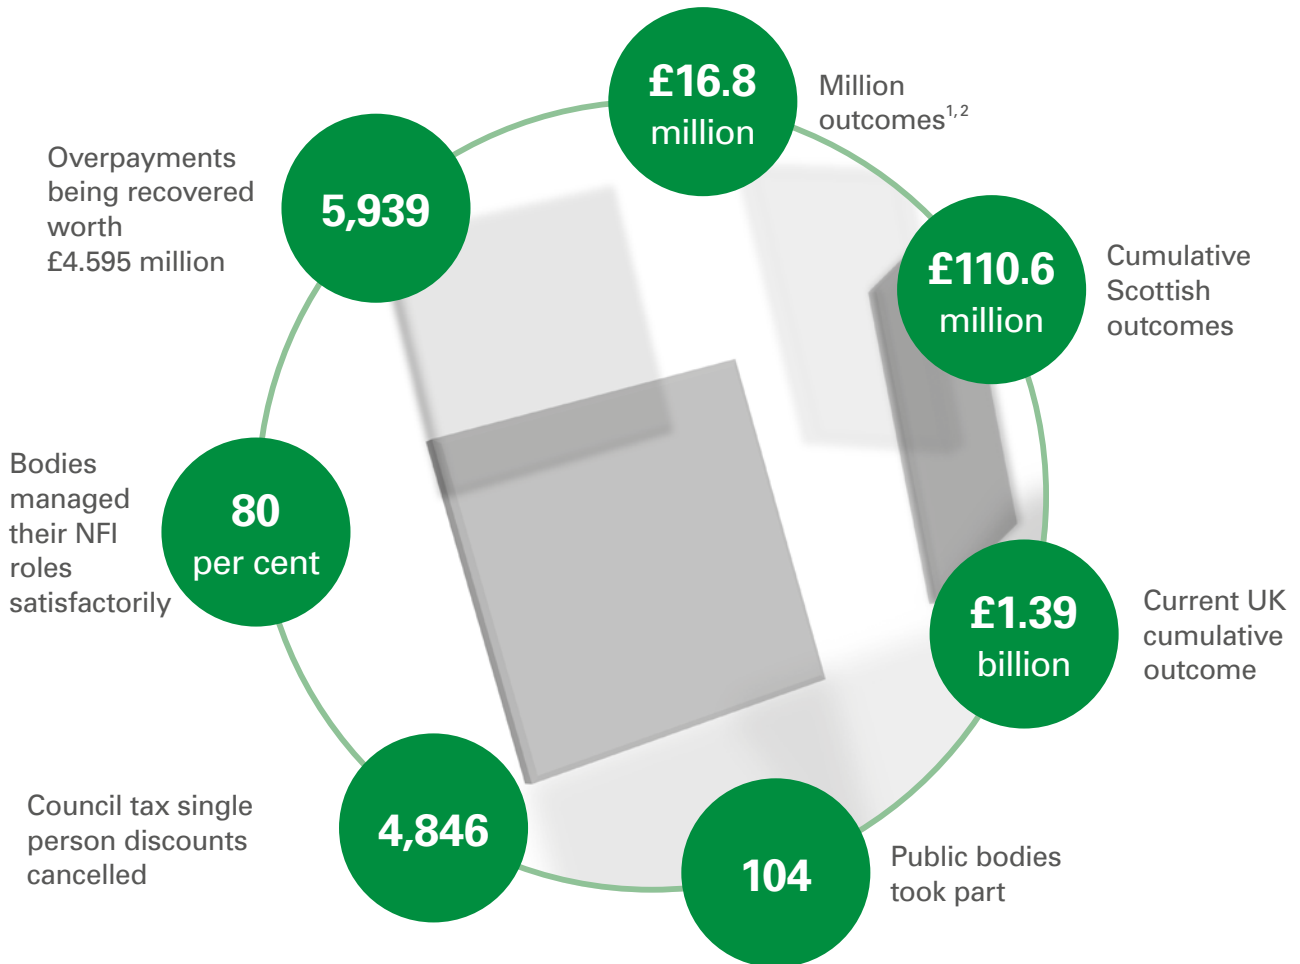 £16.8
million
Million
outcomes1,2
£110.6
million
Cumulative
Scottish
outcomes
£1.39
billion
Current UK
cumulative
outcome
104
Public bodies
took part
4,846
Council tax single
person discounts
cancelled
80
per cent
Bodies
managed
their NFI
roles
satisfactorily
5,939
Overpayments
being recovered
worth
£4.595 million